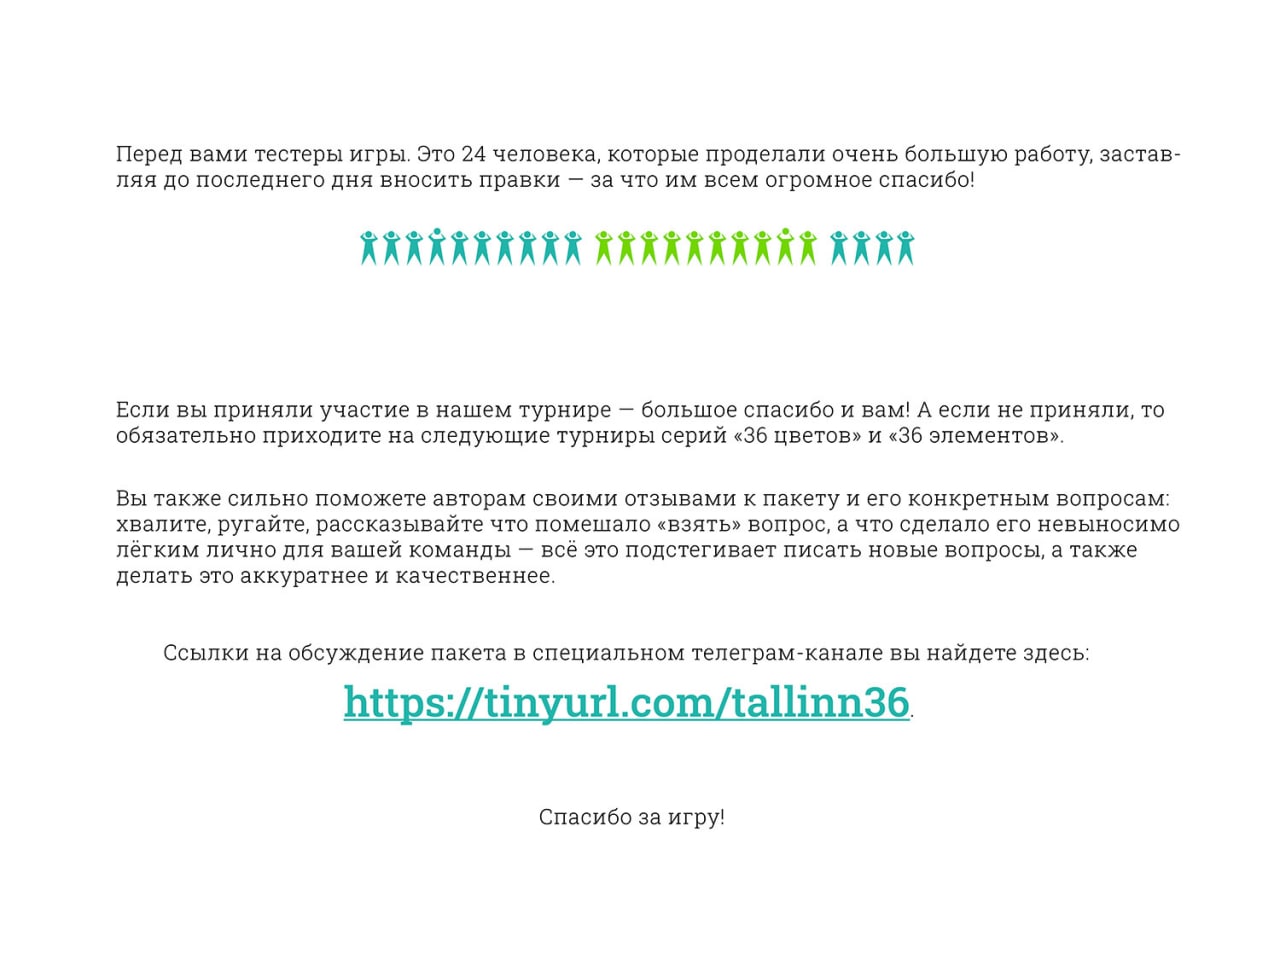 Перед вами тестеры игры. Это 24 человека, которые проделали очень большую работу, застав-
ляя до последнего дня вносить правки — за что им всем огромное спасибо!
Если вы приняли участие в нашем турнире — большое спасибо и вам! А если не приняли, то
обязательно приходите на следующие турниры серий «36 цветов» и «36 элементов».
Вы также сильно поможете авторам своими отзывами к пакету и его конкретным вопросам:
хвалите, ругайте, рассказывайте что помешало «взять» вопрос, а что сделало его невыносимо
лёгким лично для вашей команды — всё это подстегивает писать новые вопросы, а также
делать это аккуратнее и качественнее.
Ссылки на обсуждение пакета в специальном телеграм-канале вы найдете здесь:
https://tinyurl.com/tallinn36.
Спасибо за игру!